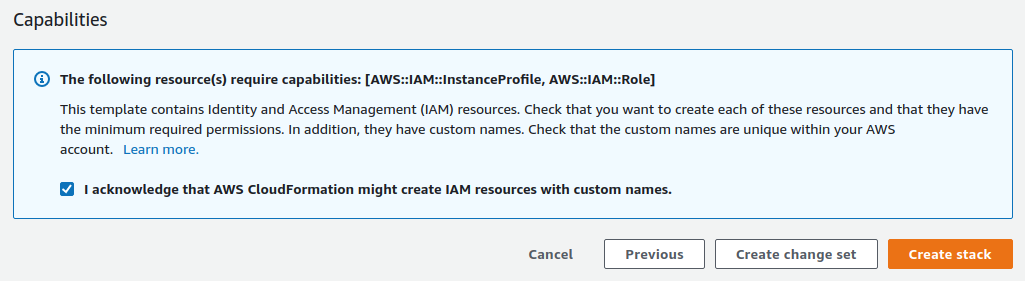 Capabilities
The following resource(s) require capabilities: [AWS::IAM::InstanceProfile, AWS::IAM::Role]
This template contains Identity and Access Management (IAM) resources. Check that you want to create each of these resources and that they have
the minimum required permissions. In addition, they have custom names. Check that the custom names are unique within your AWS
account. Learn more.
I acknowledge that AWS CloudFormation might create IAM resources with custom names.
Cancel Previous Create change set Create stack